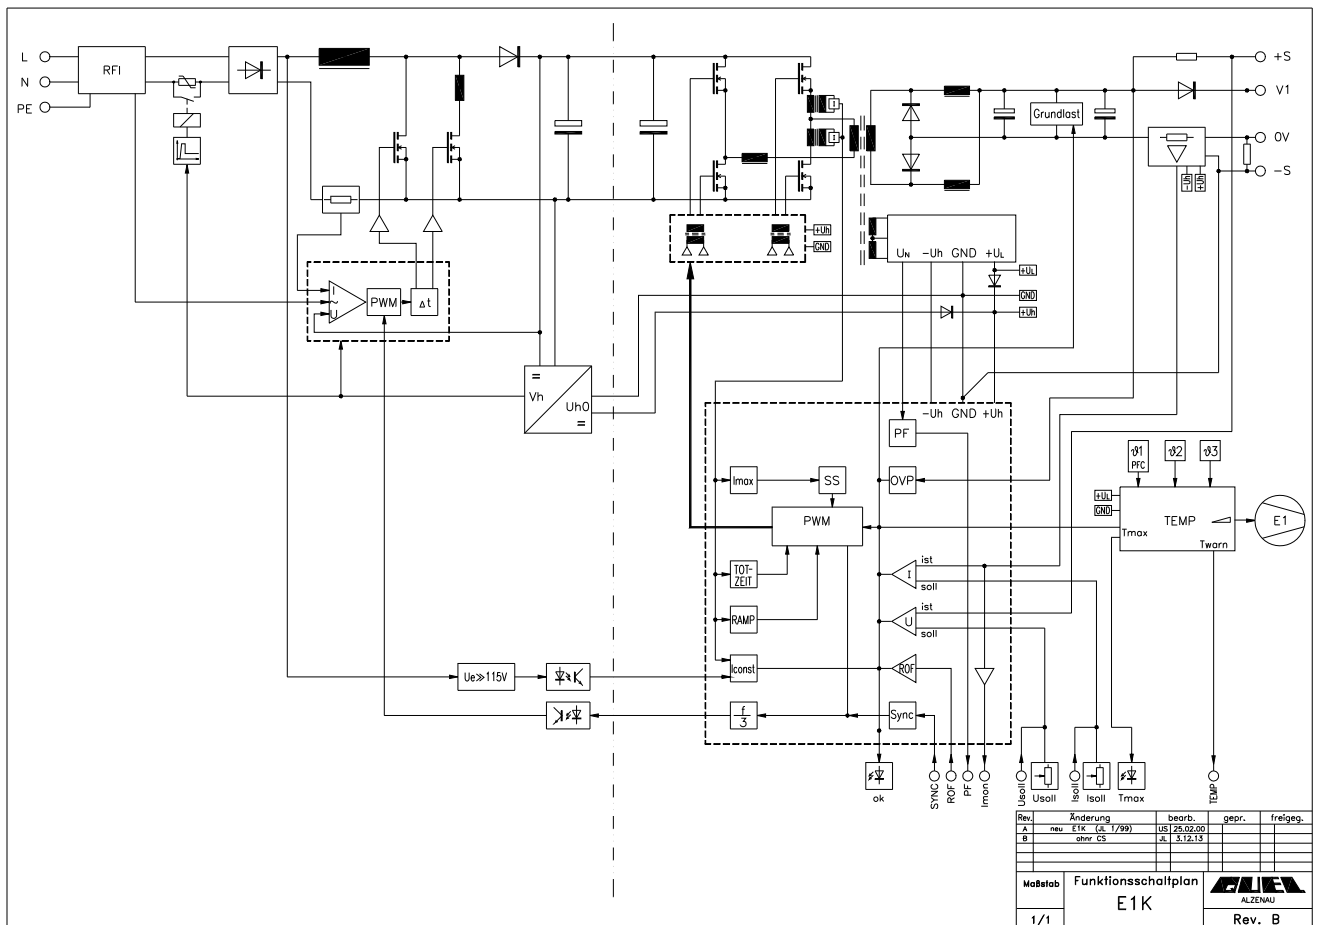 L
N
PE
RFI
+S
V1
0V
-S
Grundlast
-Uh
+Uh
+Uh
GND
UN -Uh GND +UL
+UL
GND
+Uh
I
~
U
PWM
Δt
=
Vh
Uh0
=
-Uh GND +Uh
PF
Imax
SS
OVP
PWM
ϑ1
PFC
ϑ2
ϑ3
+UL
GND
TEMP
Tmax
Twarn
E1
TOT-
ZEIT
I
ist
soll
RAMP
U
ist
soll
Ue≫115V
Iconst
ROF
f
3
Sync
ok
SYNC
ROF
PF
Imon
Usoll
Usoll
Isoll
Isoll
Tmax
TEMP
Rev. Änderung bearb. gepr. freigeg.
A neu E1K (JL 1/99) US 25.02.00
B ohnr CS JL 3.12.13
Maßstab
1/1
Funktionsschaltplan
E1K
ALZENAU
Rev. B